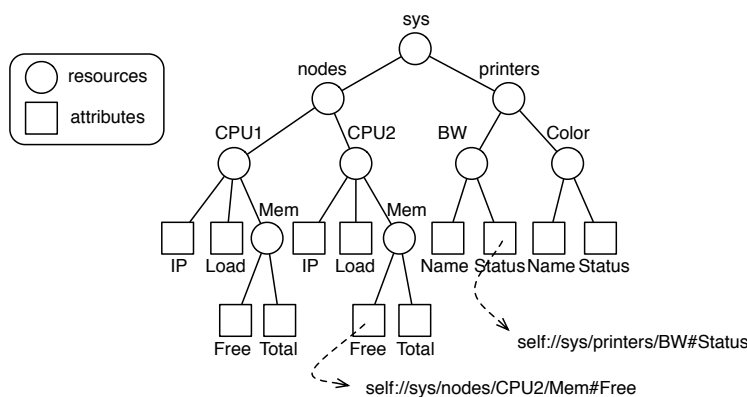 sys
nodes
printers
resources
attributes
CPU1
CPU2
BW
Color
Mem
Mem
IP
Load
IP
Load
Name
Status
Name
Status
Free
Total
Free
Total
self://sys/printers/BW#Status
self://sys/nodes/CPU2/Mem#Free